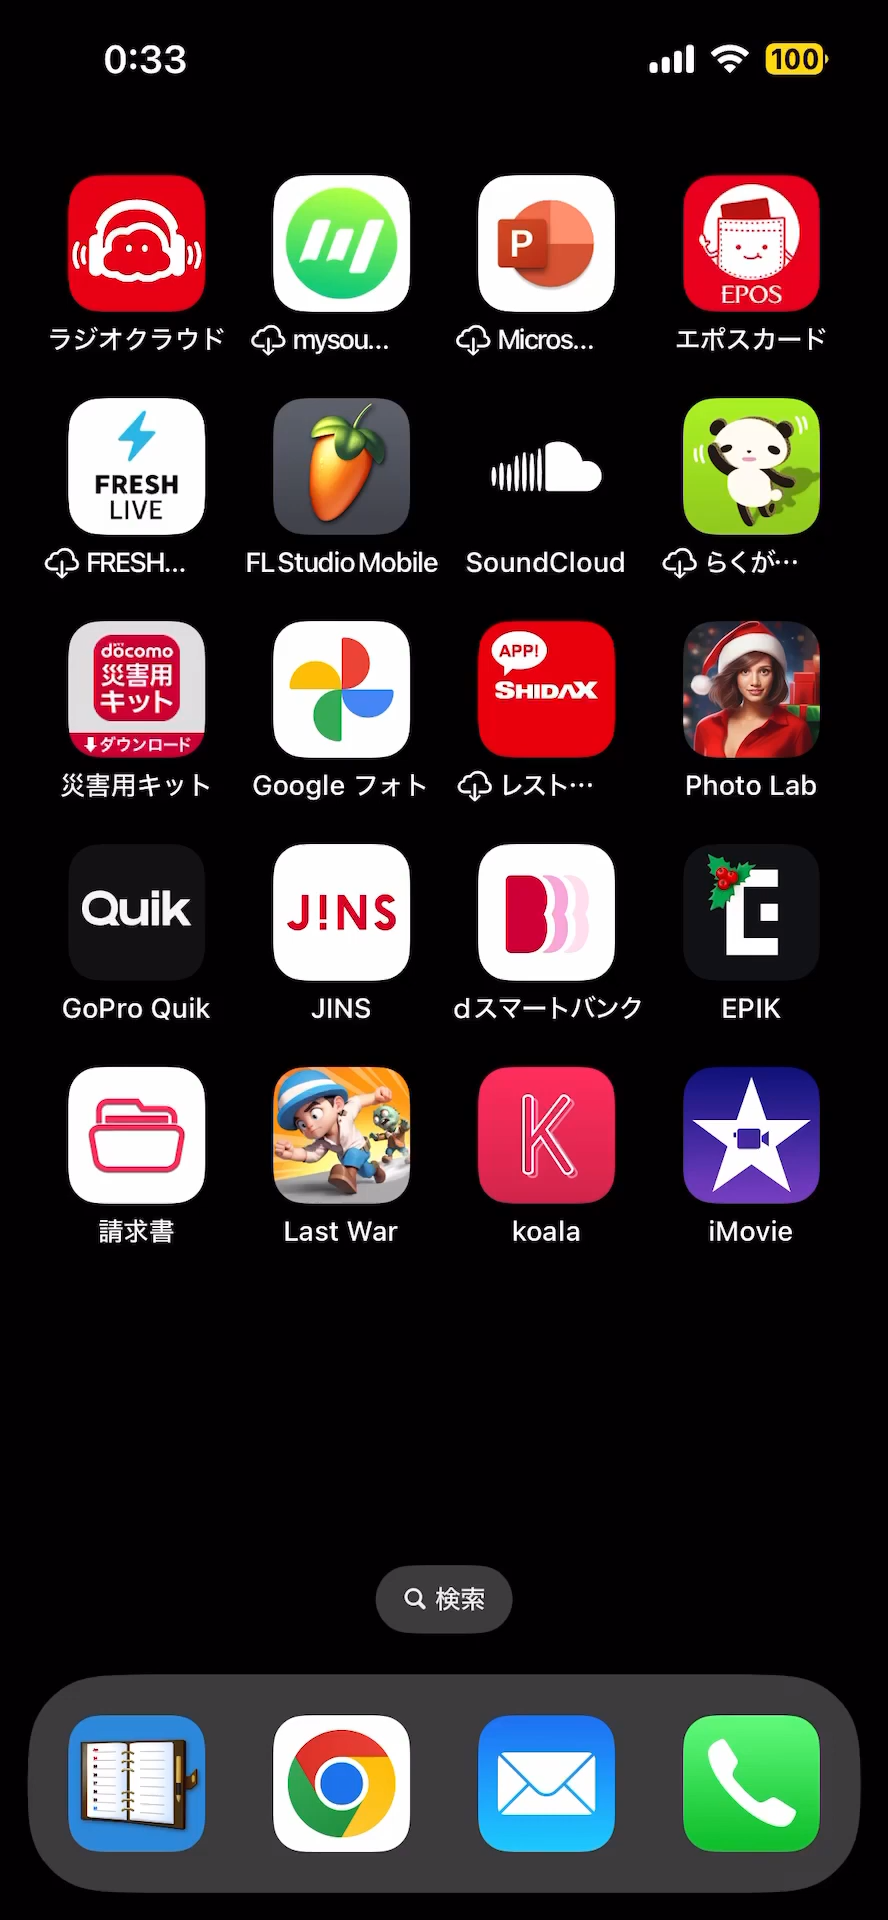 0:33
100
EPOS
ラジオクラウド
mysou...
Micros...
エポスカード
FRESH
LIVE
FRESH...
FL Studio Mobile
SoundCloud
らくが…
döcomo
災害用
キット
ダウンロード
災害用キット
Google フォト
APP!
SHIDAX
レスト…
Photo Lab
Quik
GoPro Quik
J!NS
JINS
dスマートバンク
EPIK
請求書
Last War
K
koala
iMovie
検索